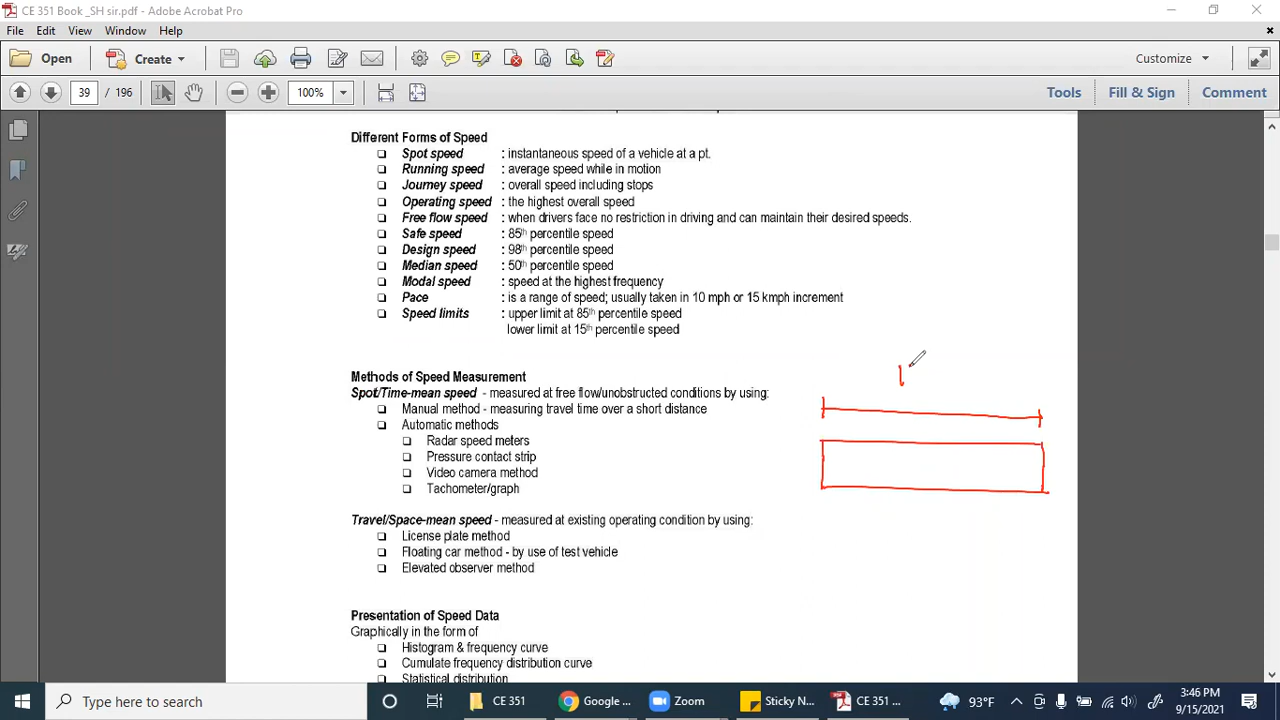 CE 351 Book _SH sir.pdf - Adobe Acrobat Pro
File Edit View Window Help
Open Create Customize
39 / 196 100% Tools Fill & Sign Comment
Different Forms of Speed
Spot speed : instantaneous speed of a vehicle at a pt.
Running speed : average speed while in motion
Journey speed : overall speed including stops
Operating speed : the highest overall speed
Free flow speed : when drivers face no restriction in driving and can maintain their desired speeds.
Safe speed : 85th percentile speed
Design speed : 98th percentile speed
Median speed : 50th percentile speed
Modal speed : speed at the highest frequency
Pace : is a range of speed; usually taken in 10 mph or 15 kmph increment
Speed limits : upper limit at 85th percentile speed
lower limit at 15th percentile speed
Methods of Speed Measurement
Spot/Time-mean speed - measured at free flow/unobstructed conditions by using:
Manual method - measuring travel time over a short distance
Automatic methods
Radar speed meters
Pressure contact strip
Video camera method
Tachometer/graph
Travel/Space-mean speed - measured at existing operating condition by using:
License plate method
Floating car method - by use of test vehicle
Elevated observer method
Presentation of Speed Data
Graphically in the form of
Histogram & frequency curve
Cumulate frequency distribution curve
Statistical distribution
Type here to search CE 351 Google ... Zoom Sticky N... CE 351 ... 93°F 3:46 PM
9/15/2021